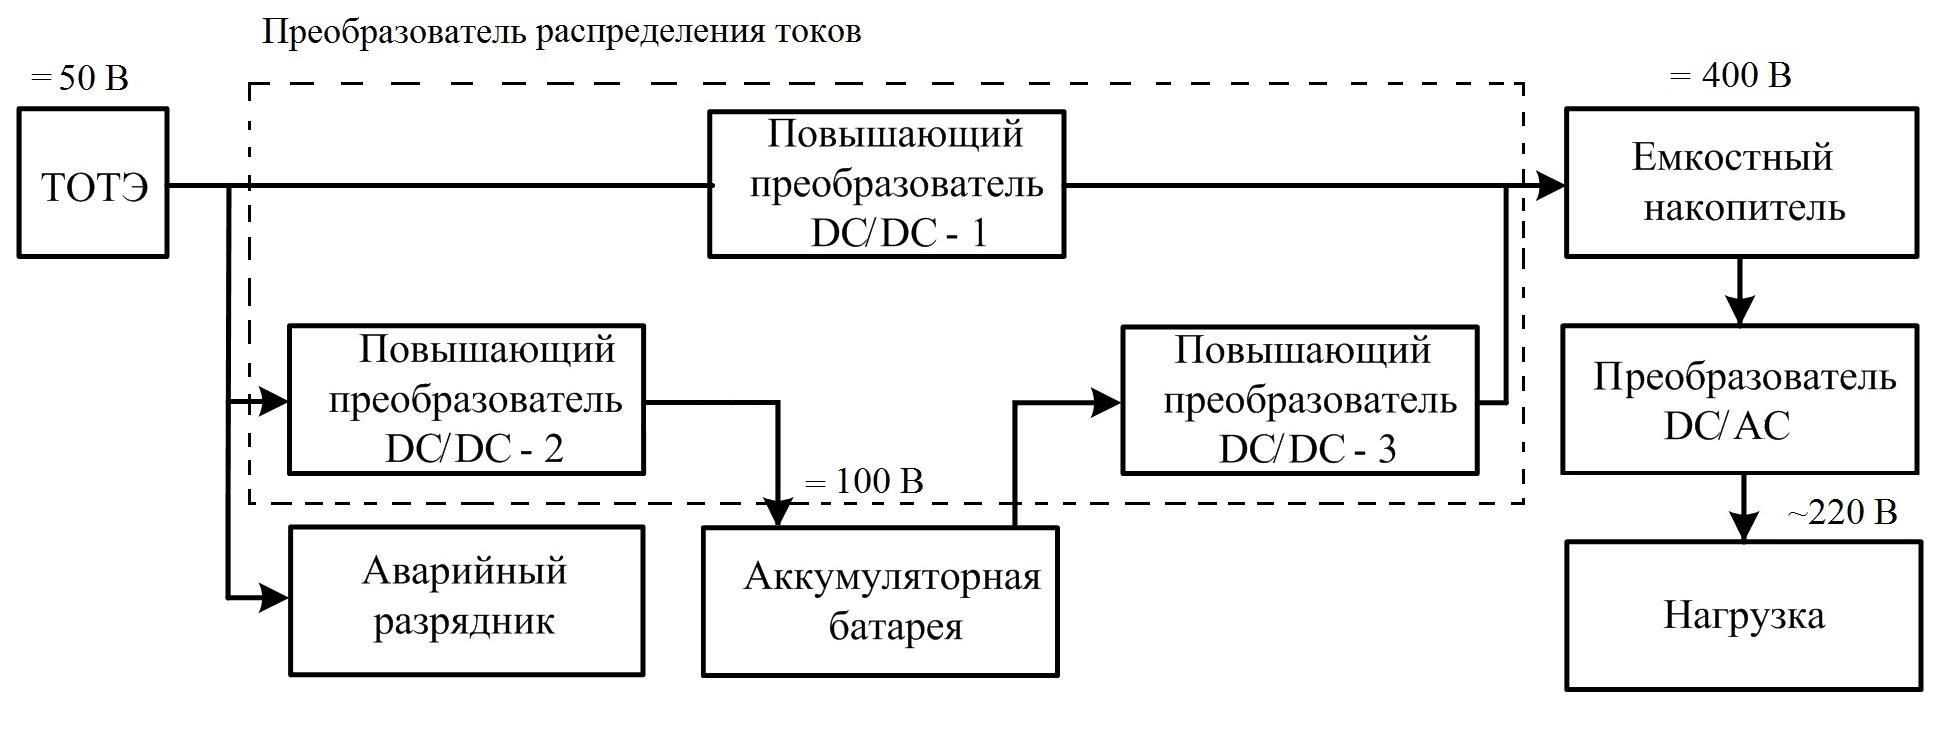 Преобразователь распределения токов
= 50 В
= 400 В
ТОТЭ
Повышающий
преобразователь
DC/DC - 1
Емкостный
накопитель
Повышающий
преобразователь
DC/DC - 2
Повышающий
преобразователь
DC/DC - 3
Преобразователь
DC/AC
= 100 В
~220 В
Аварийный
разрядник
Аккумуляторная
батарея
Нагрузка